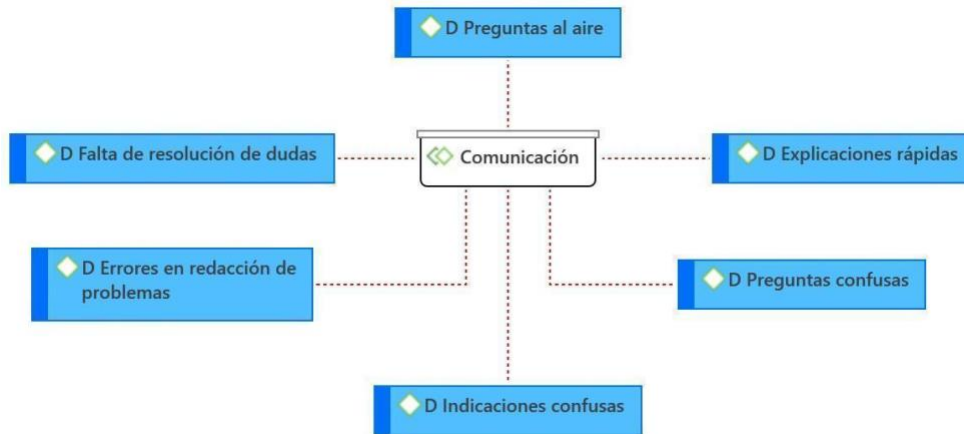 D Preguntas al aire
D Falta de resolución de dudas
Comunicación
D Explicaciones rápidas
D Errores en redacción de
problemas
D Preguntas confusas
D Indicaciones confusas